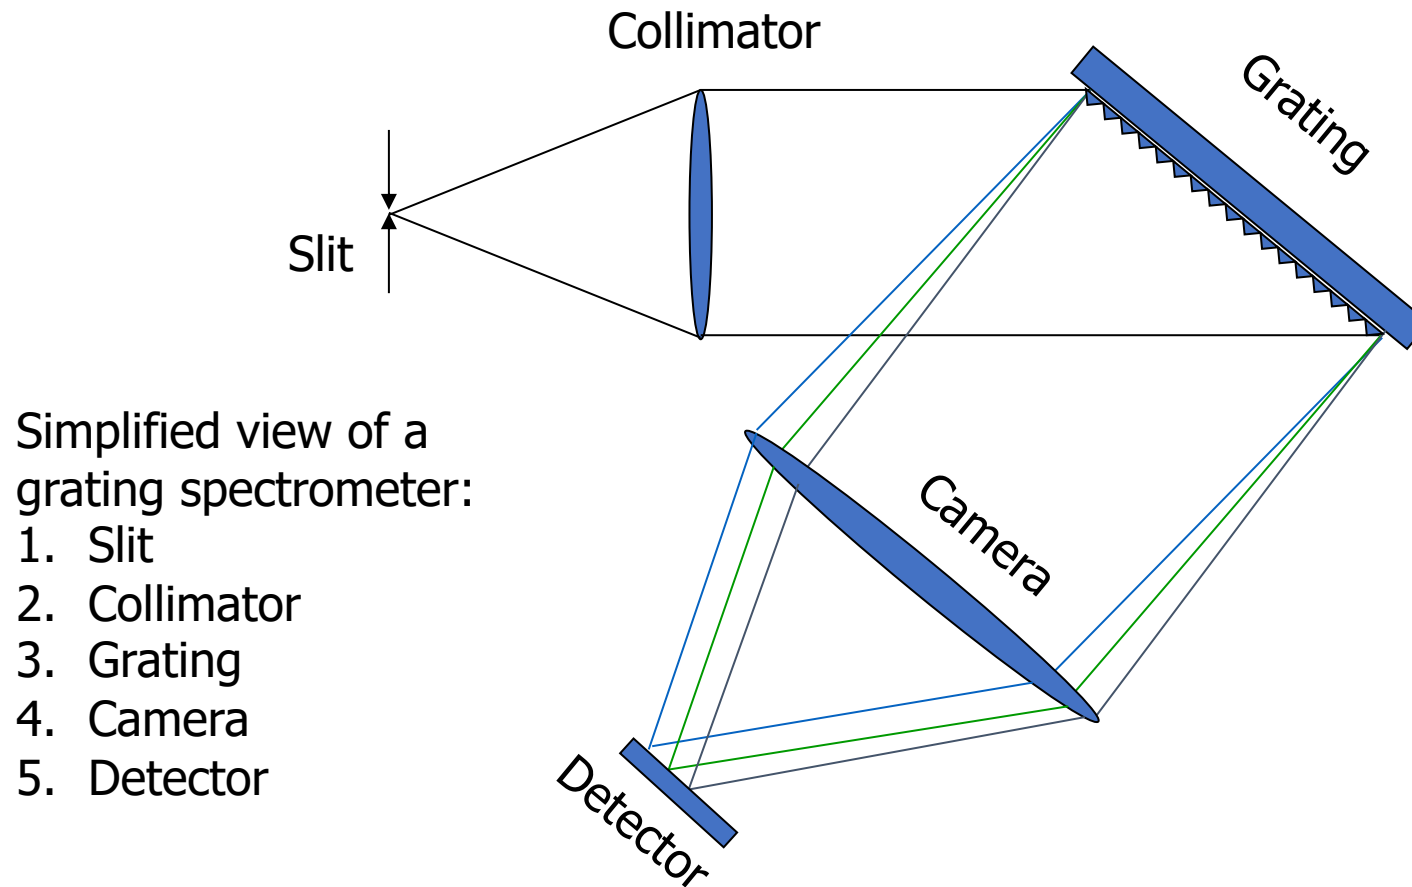 Collimator
Grating
Slit
Simplified view of a
grating spectrometer:
1. Slit
2. Collimator
3. Grating
4. Camera
5. Detector
Camera
Detector